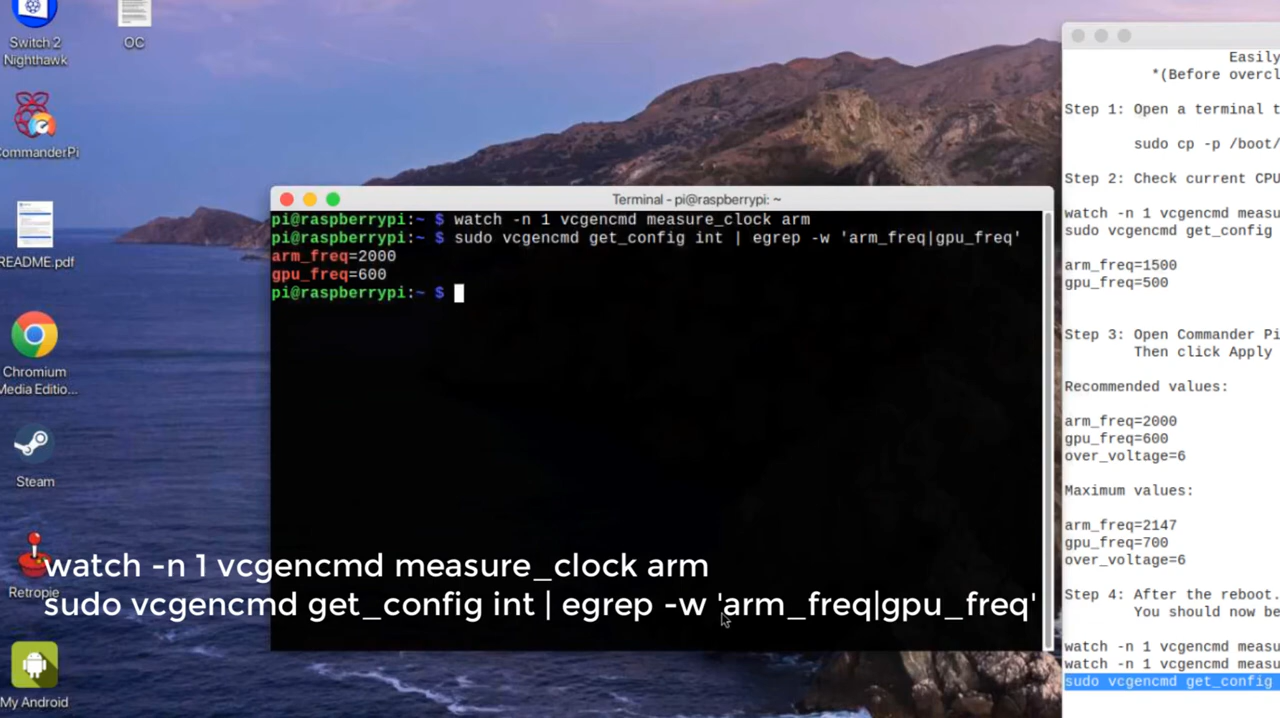 Switch 2
Nighthawk
OC
CommanderPi
README.pdf
Chromium
Media Editio...
Steam
Retropie
My Android
Terminal - pi@raspberrypi: ~
pi@raspberrypi:~ $ watch -n 1 vcgencmd measure_clock arm
pi@raspberrypi:~ $ sudo vcgencmd get_config int | egrep -w 'arm_freq|gpu_freq'
arm_freq=2000
gpu_freq=600
pi@raspberrypi:~ $
watch -n 1 vcgencmd measure_clock arm
sudo vcgencmd get_config int | egrep -w 'arm_freq|gpu_freq'
Easily
*(Before overcl
Step 1: Open a terminal t
sudo cp -p /boot/
Step 2: Check current CPU
watch -n 1 vcgencmd measu
sudo vcgencmd get_config
arm_freq=1500
gpu_freq=500
Step 3: Open Commander Pi
Then click Apply
Recommended values:
arm_freq=2000
gpu_freq=600
over_voltage=6
Maximum values:
arm_freq=2147
gpu_freq=700
over_voltage=6
Step 4: After the reboot.
You should now be
watch -n 1 vcgencmd measu
watch -n 1 vcgencmd measu
sudo vcgencmd get_config